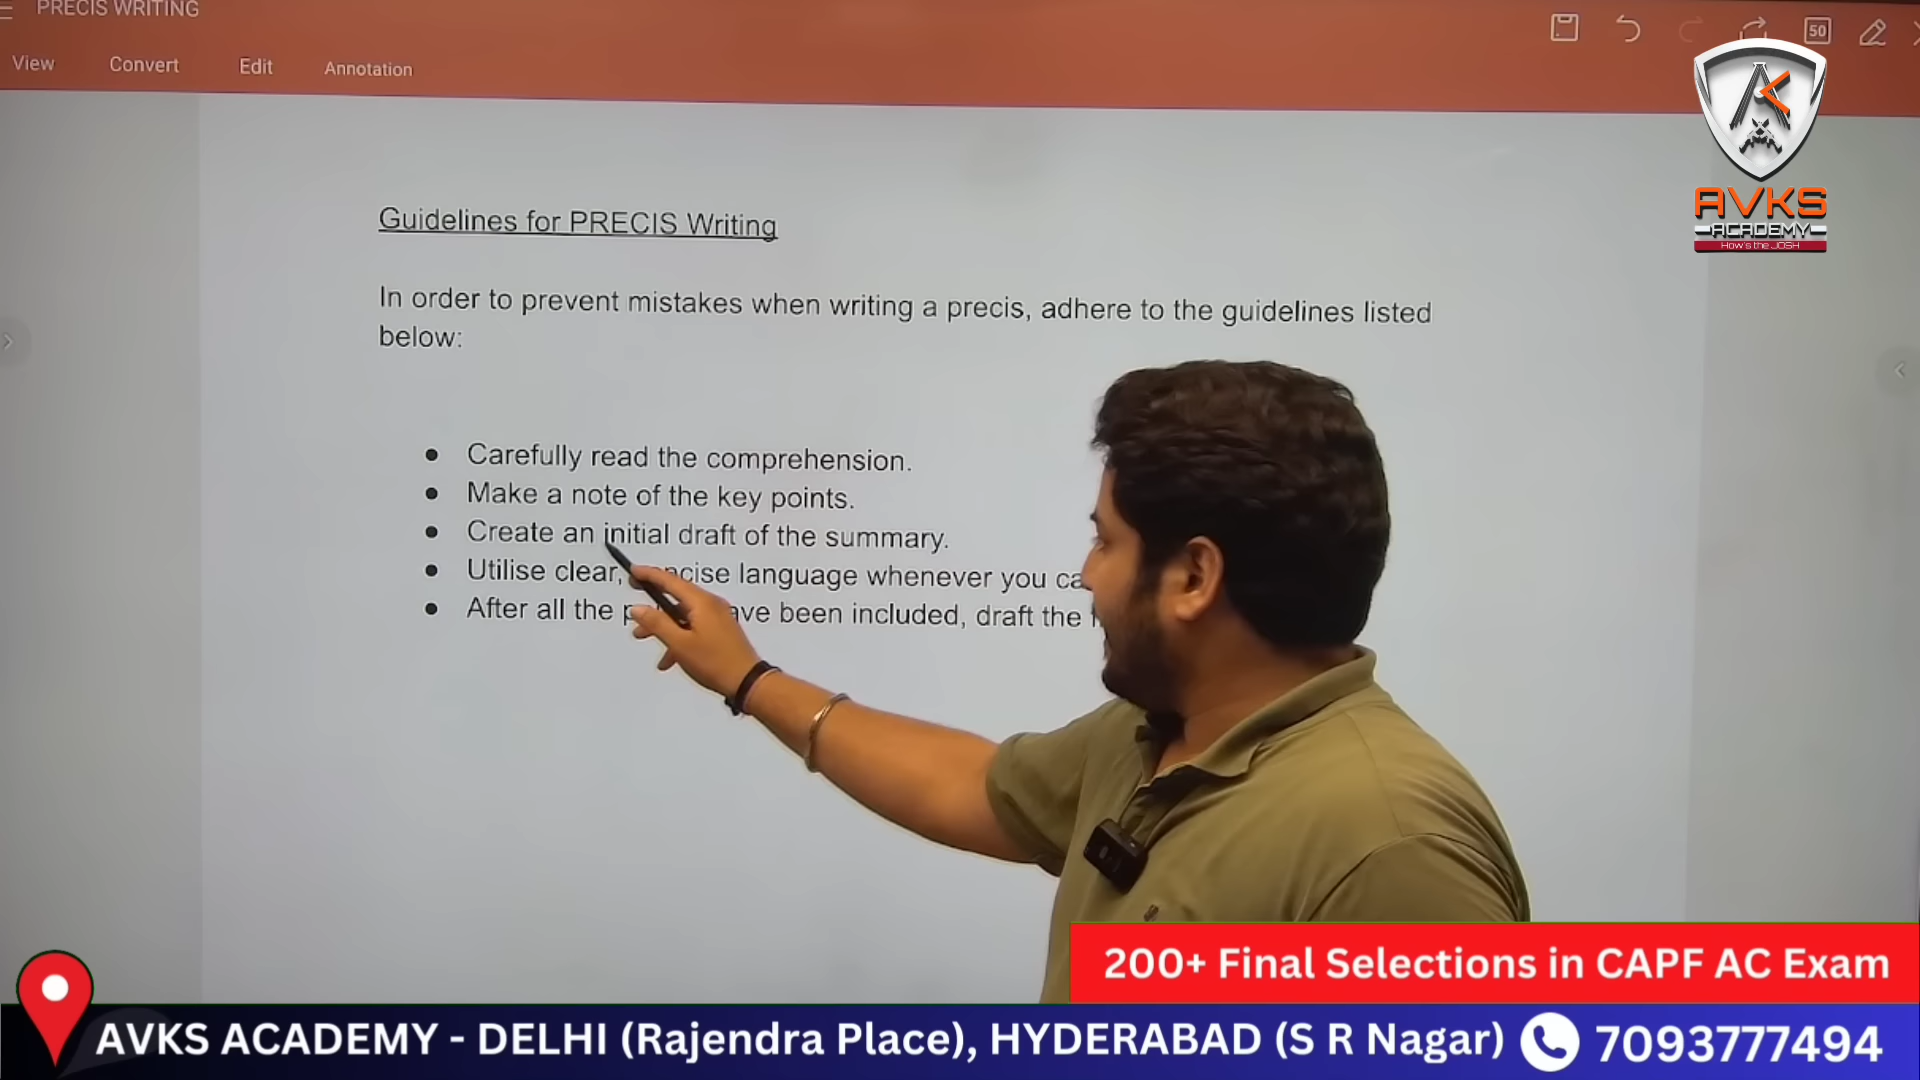 PRECIS WRITING
View Convert Edit Annotation
50
AVKS
ACADEMY
How's the JOSH
Guidelines for PRECIS Writing
In order to prevent mistakes when writing a precis, adhere to the guidelines listed
below:
• Carefully read the comprehension.
• Make a note of the key points.
• Create an initial draft of the summary.
• Utilise clear, language whenever you
• After all the been included, draft the
200+ Final Selections in CAPF AC Exam
AVKS ACADEMY - DELHI (Rajendra Place), HYDERABAD (S R Nagar) 7093777494